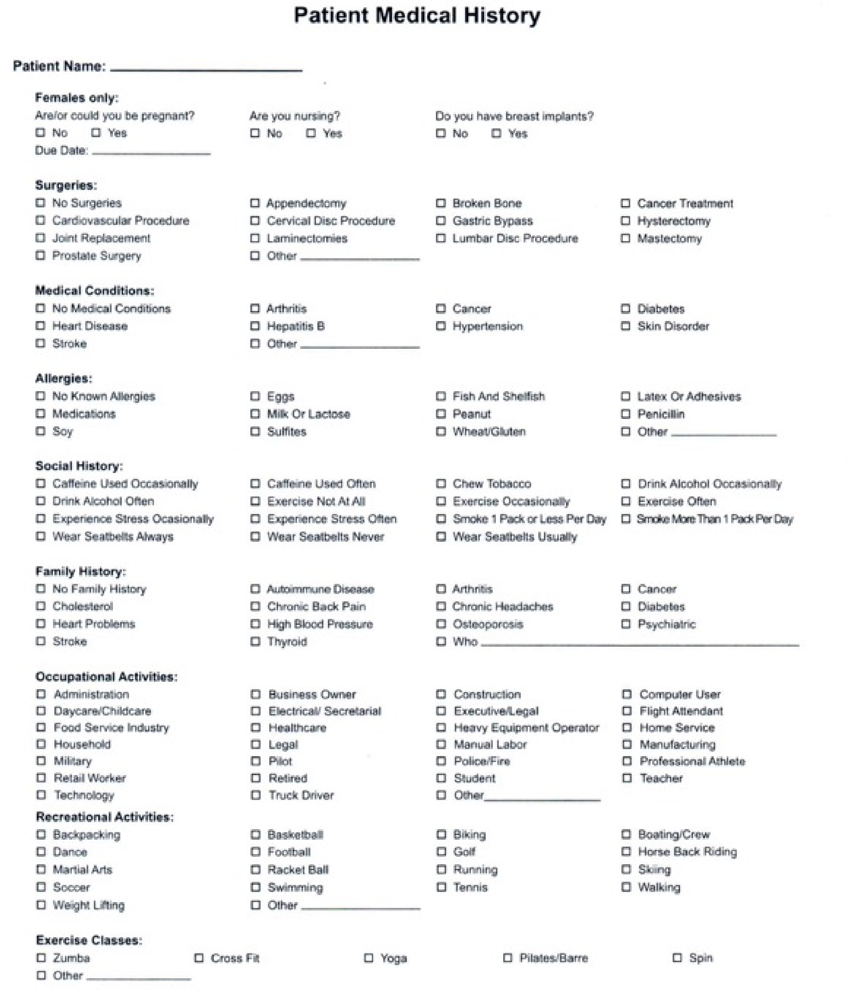 Patient Medical History
Patient Name:
Females only:
Are/or could you be pregnant? Are you nursing? Do you have breast implants?
No Yes No Yes No Yes
Due Date:
Surgeries:
No Surgeries Appendectomy Broken Bone Cancer Treatment
Cardiovascular Procedure Cervical Disc Procedure Gastric Bypass Hysterectomy
Joint Replacement Laminectomies Lumbar Disc Procedure Mastectomy
Prostate Surgery Other
Medical Conditions:
No Medical Conditions Arthritis Cancer Diabetes
Heart Disease Hepatitis B Hypertension Skin Disorder
Stroke Other
Allergies:
No Known Allergies Eggs Fish And Shelfish Latex Or Adhesives
Medications Milk Or Lactose Peanut Penicillin
Soy Sulfites Wheat/Gluten Other
Social History:
Caffeine Used Occasionally Caffeine Used Often Chew Tobacco Drink Alcohol Occasionally
Drink Alcohol Often Exercise Not At All Exercise Occasionally Exercise Often
Experience Stress Ocasionally Experience Stress Often Smoke 1 Pack or Less Per Day Smoke More Than 1 Pack Per Day
Wear Seatbelts Always Wear Seatbelts Never Wear Seatbelts Usually
Family History:
No Family History Autoimmune Disease Arthritis Cancer
Cholesterol Chronic Back Pain Chronic Headaches Diabetes
Heart Problems High Blood Pressure Osteoporosis Psychiatric
Stroke Thyroid Who
Occupational Activities:
Administration Business Owner Construction Computer User
Daycare/Childcare Electrical/ Secretarial Executive/Legal Flight Attendant
Food Service Industry Healthcare Heavy Equipment Operator Home Service
Household Legal Manual Labor Manufacturing
Military Pilot Police/Fire Professional Athlete
Retail Worker Retired Student Teacher
Technology Truck Driver Other
Recreational Activities:
Backpacking Basketball Biking Boating/Crew
Dance Football Golf Horse Back Riding
Martial Arts Racket Ball Running Skiing
Soccer Swimming Tennis Walking
Weight Lifting Other
Exercise Classes:
Zumba Cross Fit Yoga Pilates/Barre Spin
Other